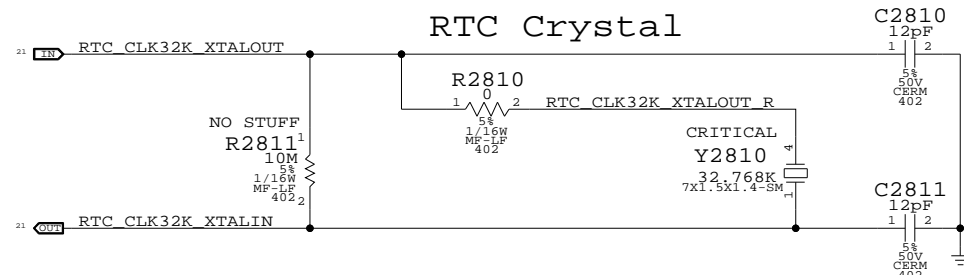 RTC Crystal
C2810
12pF
1 2
5%
50V
CERM
402
21 IN RTC_CLK32K_XTALOUT
R2810
0
1 2 RTC_CLK32K_XTALOUT_R
5%
1/16W
MF-LF
402
NO STUFF
R2811 1
10M
5%
1/16W
MF-LF
402 2
CRITICAL
4
Y2810
32.768K
7X1.5X1.4-SM
1
C2811
12pF
1 2
5%
50V
CERM
402
21 OUT RTC_CLK32K_XTALIN